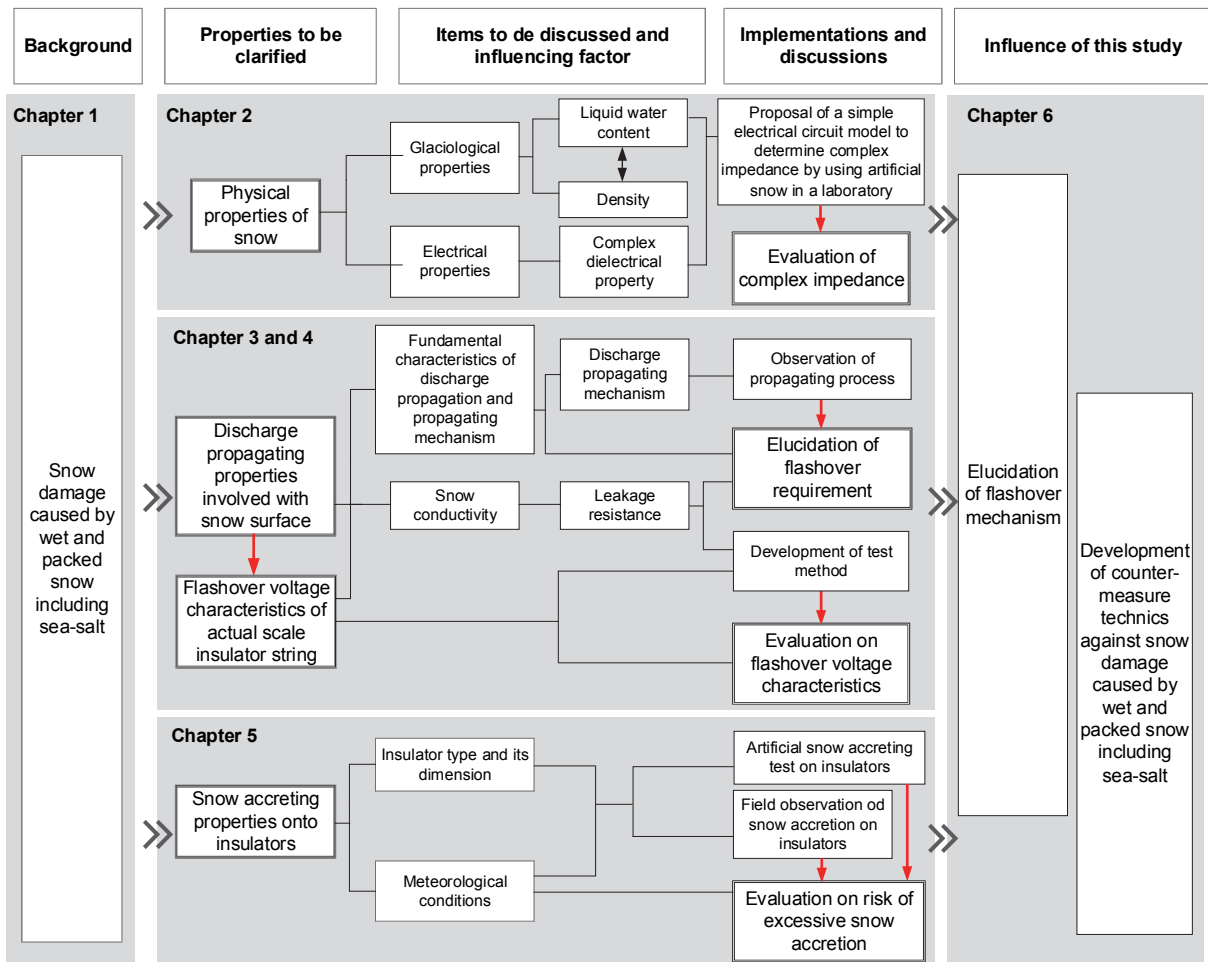 Background
Properties to be
clarified
Items to de discussed and
influencing factor
Implementations and
discussions
Influence of this study
Chapter 1
Snow
damage
caused by
wet and
packed
snow
including
sea-salt
Chapter 2
Physical
properties of
snow
Glaciological
properties
Electrical
properties
Liquid water
content
Density
Complex
dielectrical
property
Proposal of a simple
electrical circuit model to
determine complex
impedance by using artificial
snow in a laboratory
Evaluation of
complex impedance
Chapter 3 and 4
Discharge
propagating
properties
involved with
snow surface
Flashover voltage
characteristics of
actual scale
insulator string
Fundamental
characteristics of
discharge
propagation and
propagating
mechanism
Snow
conductivity
Discharge
propagating
mechanism
Leakage
resistance
Observation of
propagating process
Elucidation of
flashover
requirement
Development of test
method
Evaluation on
flashover voltage
characteristics
Chapter 5
Snow accreting
properties onto
insulators
Insulator type and its
dimension
Meteorological
conditions
Artificial snow accreting
test on insulators
Field observation od
snow accretion on
insulators
Evaluation on risk of
excessive snow
accretion
Chapter 6
Elucidation
of flashover
mechanism
Development
of counter-
measure
technics
against snow
damage
caused by
wet and
packed snow
including
sea-salt